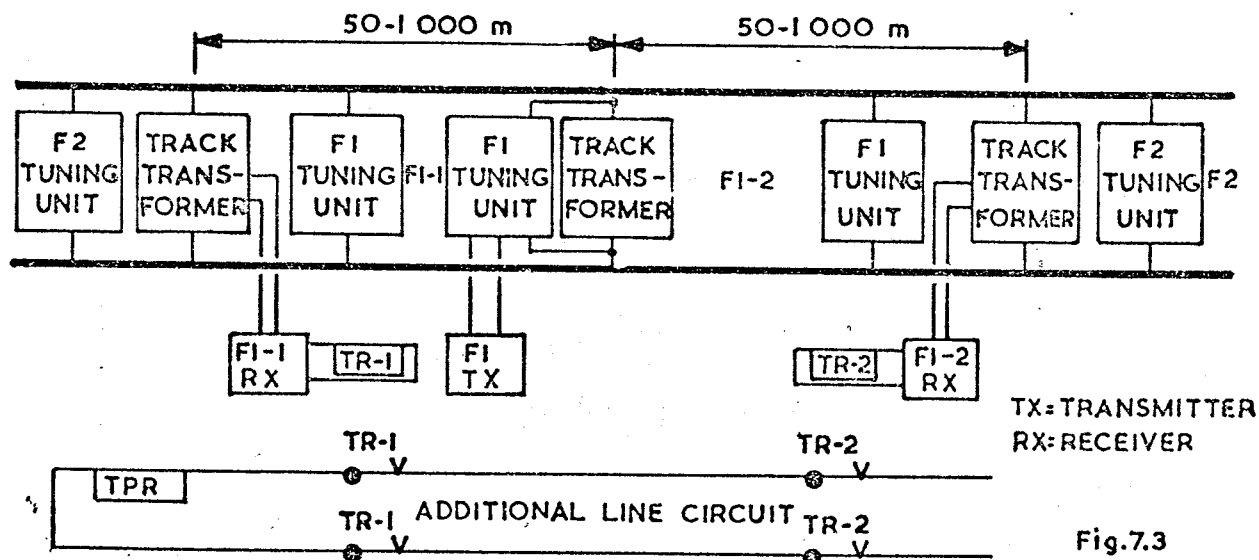 50-1 000 m
50-1 000 m
F2
TUNING
UNIT
TRACK
TRANS-
FORMER
F1
TUNING
UNIT
F1-1
F1
TUNING
UNIT
TRACK
TRANS-
FORMER
F1-2
F1
TUNING
UNIT
TRACK
TRANS-
FORMER
F2
TUNING
UNIT
F2
F1-1
RX
TR-1
F1
TX
TR-2
F1-2
RX
TX=TRANSMITTER
RX=RECEIVER
TR-1
TR-2
TPR
ADDITIONAL LINE CIRCUIT
TR-1
TR-2
Fig.7.3